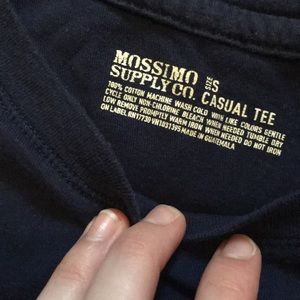 MOSSIMO
SUPPLY CO.
SIZE S
CASUAL TEE
100% COTTON MACHINE WASH COLD WITH LIKE COLORS GENTLE
CYCLE ONLY NON-CHLORINE BLEACH WHEN NEEDED TUMBLE DRY
LOW REMOVE PROMPTLY WARM IRON WHEN NEEDED DO NOT IRON
ON LABEL RN17730 VN1011395 MADE IN GUATEMALA